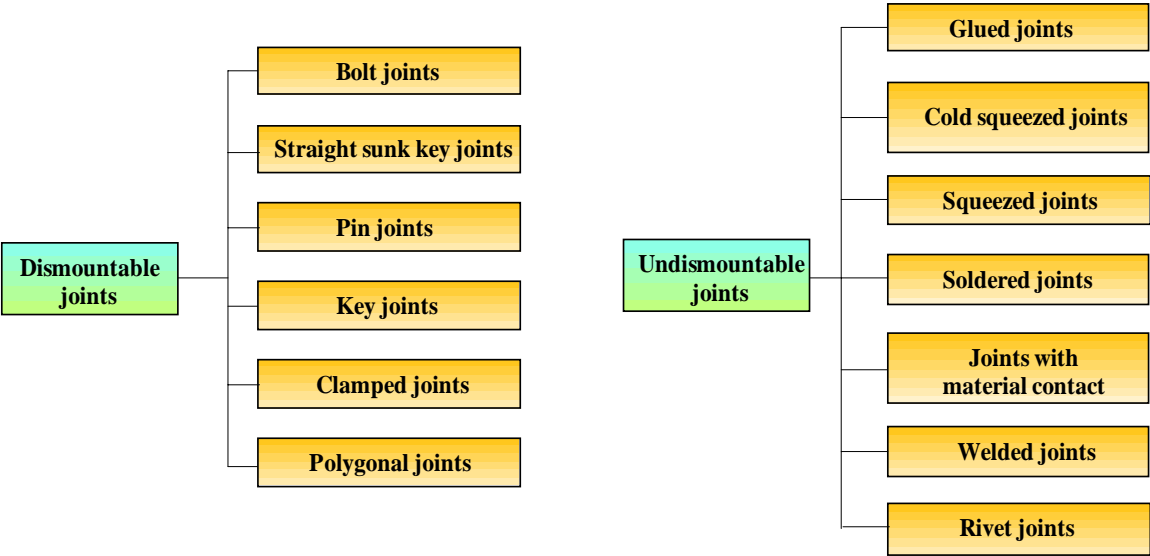 Dismountable
joints
Bolt joints
Straight sunk key joints
Pin joints
Key joints
Clamped joints
Polygonal joints
Undismountable
joints
Glued joints
Cold squeezed joints
Squeezed joints
Soldered joints
Joints with
material contact
Welded joints
Rivet joints